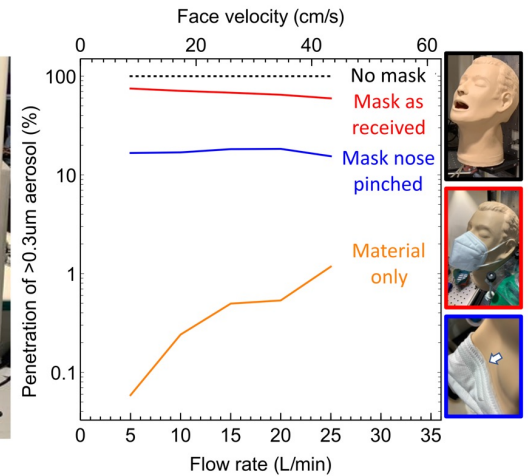 Face velocity (cm/s)
0 20 40 60
Penetration of >0.3um aerosol (%)
100
10
1
0.1
No mask
Mask as
received
Mask nose
pinched
Material
only
0 5 10 15 20 25 30 35
Flow rate (L/min)